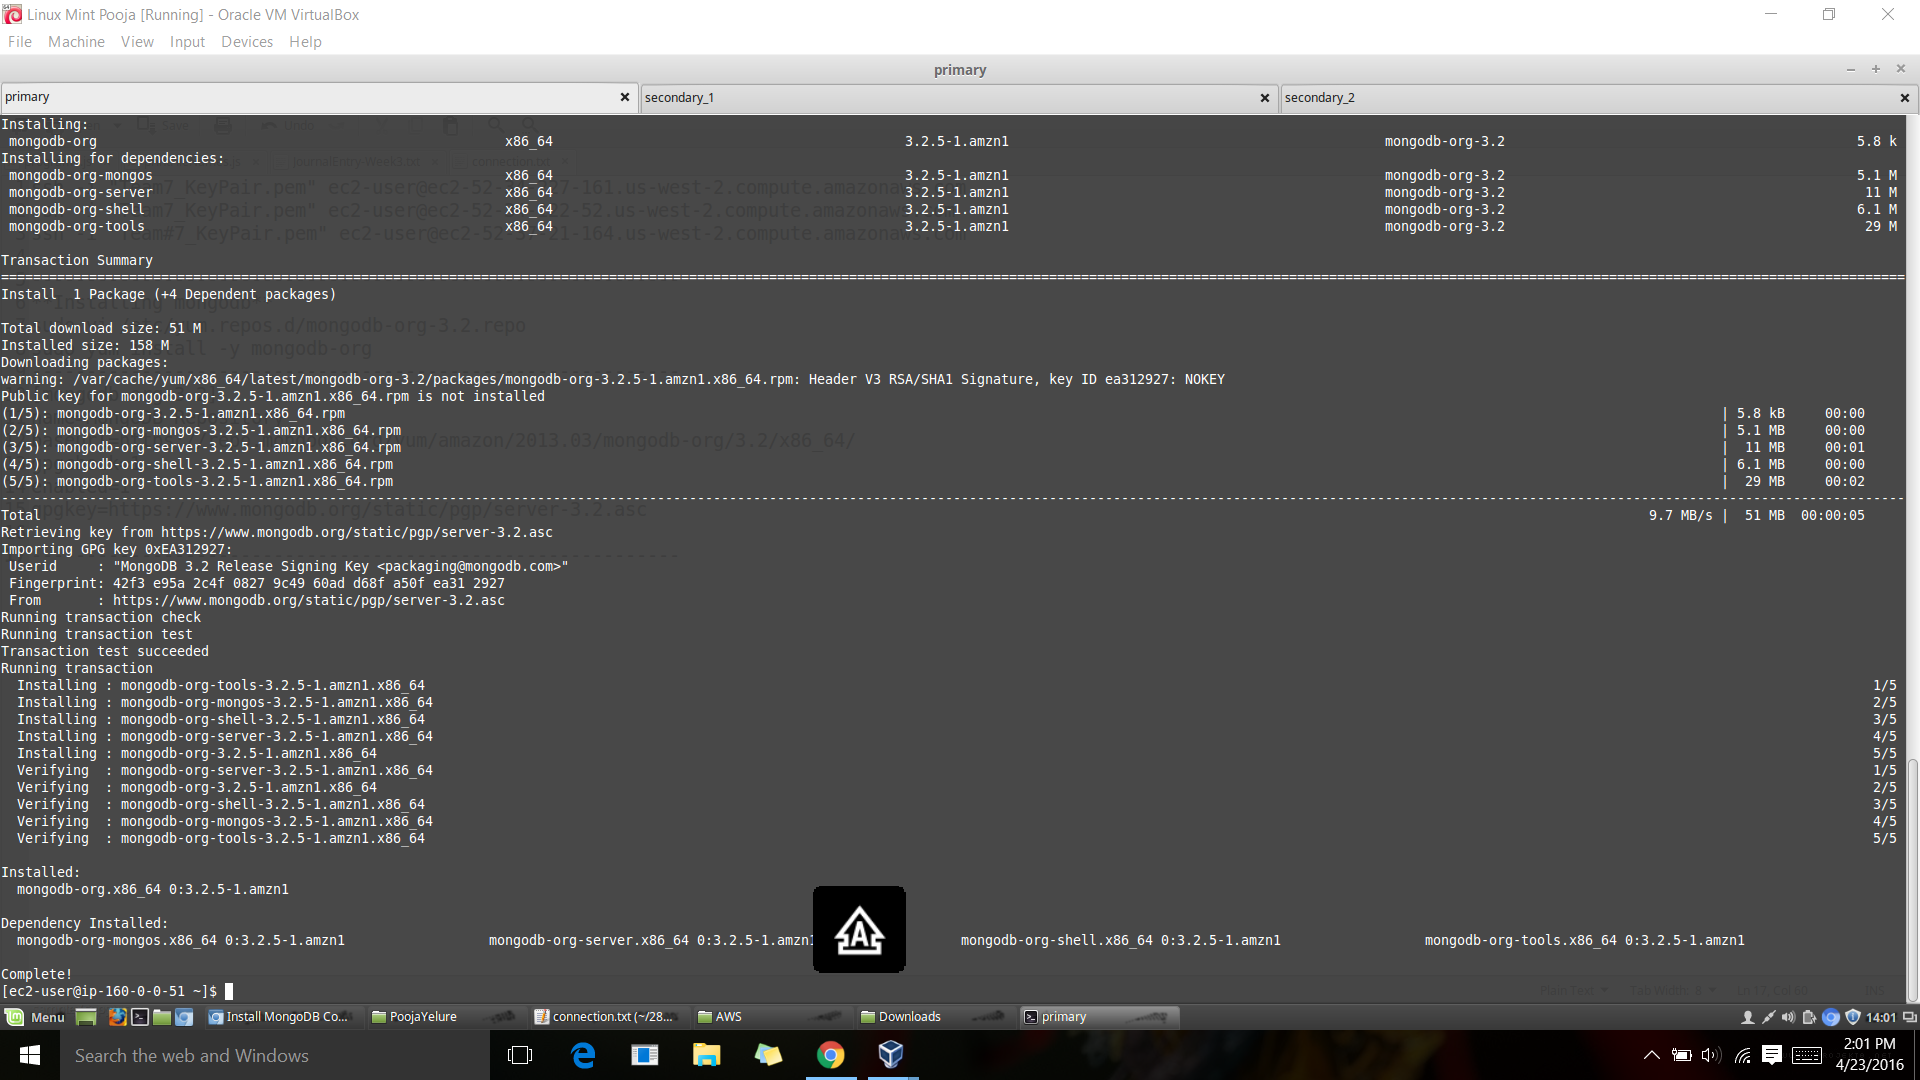 Linux Mint Pooja [Running] - Oracle VM VirtualBox
File Machine View Input Devices Help
primary
primary secondary_1 secondary_2
Installing:
mongodb-org x86_64 3.2.5-1.amzn1 mongodb-org-3.2 5.8 k
Installing for dependencies:
mongodb-org-mongos x86_64 3.2.5-1.amzn1 mongodb-org-3.2 5.1 M
mongodb-org-server x86_64 3.2.5-1.amzn1 mongodb-org-3.2 11 M
mongodb-org-shell x86_64 3.2.5-1.amzn1 mongodb-org-3.2 6.1 M
mongodb-org-tools x86_64 3.2.5-1.amzn1 mongodb-org-3.2 29 M
Transaction Summary
Install 1 Package (+4 Dependent packages)
Total download size: 51 M
Installed size: 158 M
Downloading packages:
warning: /var/cache/yum/x86_64/latest/mongodb-org-3.2/packages/mongodb-org-3.2.5-1.amzn1.x86_64.rpm: Header V3 RSA/SHA1 Signature, key ID ea312927: NOKEY
Public key for mongodb-org-3.2.5-1.amzn1.x86_64.rpm is not installed
(1/5): mongodb-org-3.2.5-1.amzn1.x86_64.rpm | 5.8 kB 00:00
(2/5): mongodb-org-mongos-3.2.5-1.amzn1.x86_64.rpm | 5.1 MB 00:00
(3/5): mongodb-org-server-3.2.5-1.amzn1.x86_64.rpm | 11 MB 00:01
(4/5): mongodb-org-shell-3.2.5-1.amzn1.x86_64.rpm | 6.1 MB 00:00
(5/5): mongodb-org-tools-3.2.5-1.amzn1.x86_64.rpm | 29 MB 00:02
Total 9.7 MB/s | 51 MB 00:00:05
Retrieving key from https://www.mongodb.org/static/pgp/server-3.2.asc
Importing GPG key 0xEA312927:
Userid : "MongoDB 3.2 Release Signing Key <packaging@mongodb.com>"
Fingerprint: 42f3 e95a 2c4f 0827 9c49 60ad d68f a50f ea31 2927
From : https://www.mongodb.org/static/pgp/server-3.2.asc
Running transaction check
Running transaction test
Transaction test succeeded
Running transaction
Installing : mongodb-org-tools-3.2.5-1.amzn1.x86_64 1/5
Installing : mongodb-org-mongos-3.2.5-1.amzn1.x86_64 2/5
Installing : mongodb-org-shell-3.2.5-1.amzn1.x86_64 3/5
Installing : mongodb-org-server-3.2.5-1.amzn1.x86_64 4/5
Installing : mongodb-org-3.2.5-1.amzn1.x86_64 5/5
Verifying : mongodb-org-server-3.2.5-1.amzn1.x86_64 1/5
Verifying : mongodb-org-3.2.5-1.amzn1.x86_64 2/5
Verifying : mongodb-org-shell-3.2.5-1.amzn1.x86_64 3/5
Verifying : mongodb-org-mongos-3.2.5-1.amzn1.x86_64 4/5
Verifying : mongodb-org-tools-3.2.5-1.amzn1.x86_64 5/5
Installed:
mongodb-org.x86_64 0:3.2.5-1.amzn1
Dependency Installed:
mongodb-org-mongos.x86_64 0:3.2.5-1.amzn1 mongodb-org-server.x86_64 0:3.2.5-1.amzn1 mongodb-org-shell.x86_64 0:3.2.5-1.amzn1 mongodb-org-tools.x86_64 0:3.2.5-1.amzn1
A
Complete!
[ec2-user@ip-160-0-0-51 ~]$
Menu Install MongoDB Co... PoojaYelure connection.txt (~/28... AWS Downloads primary 14:01
Search the web and Windows 2:01 PM
4/23/2016